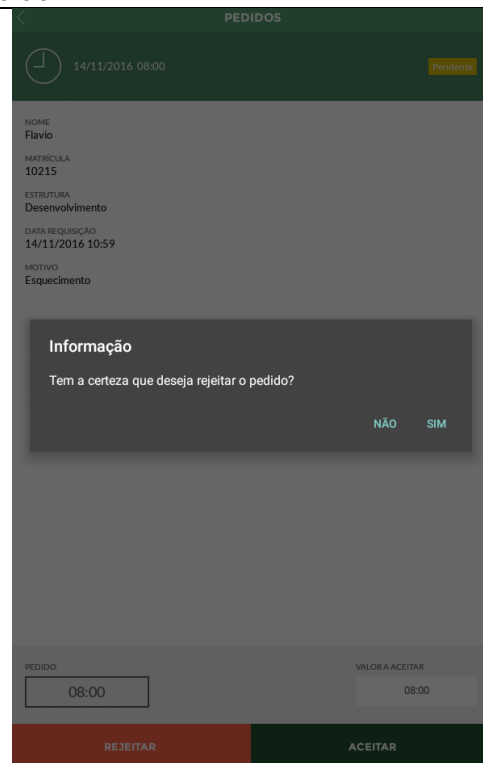 PEDIDOS
14/11/2016 08:00
Pendente
NOME
Flavio
MATRÍCULA
10215
ESTRUTURA
Desenvolvimento
DATA REQUISIÇÃO
14/11/2016 10:59
MOTIVO
Esquecimento
Informação
Tem a certeza que deseja rejeitar o pedido?
NÃO SIM
PEDIDO VALOR A ACEITAR
08:00 08:00
REJEITAR ACEITAR